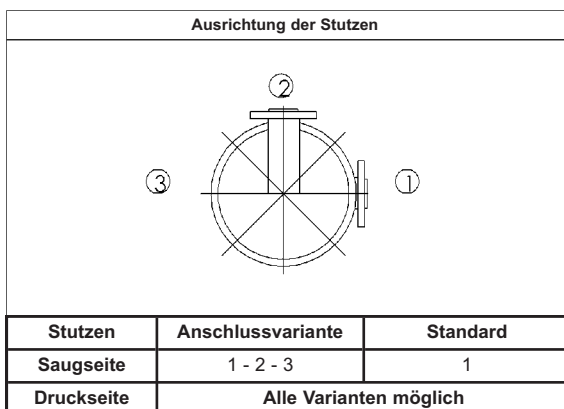 Ausrichtung der Stutzen
2
3 1
Stutzen Anschlussvariante Standard
Saugseite 1 - 2 - 3 1
Druckseite Alle Varianten möglich